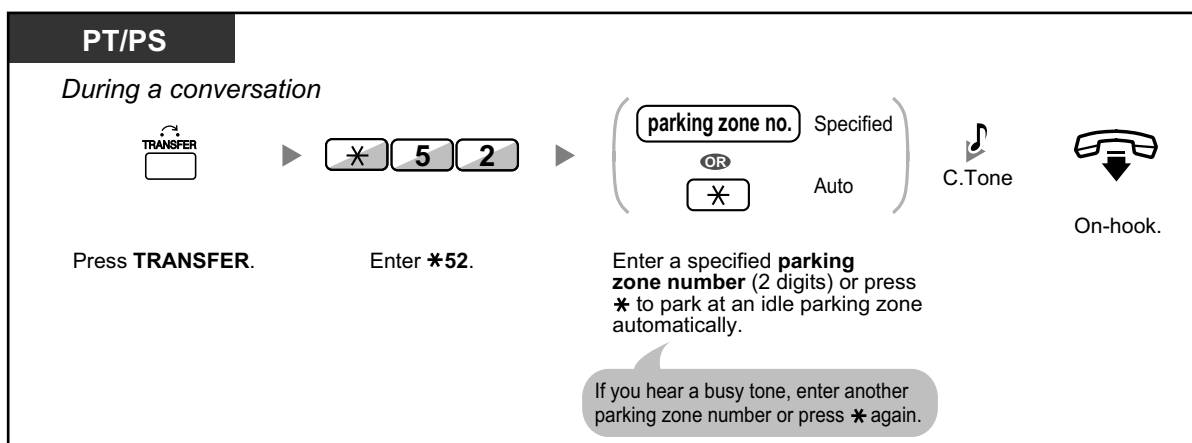 PT/PS
During a conversation
TRANSFER
* 5 2
parking zone no. Specified
OR
* Auto
C.Tone
On-hook.
Press TRANSFER.
Enter *52.
Enter a specified parking
zone number (2 digits) or press
* to park at an idle parking zone
automatically.
If you hear a busy tone, enter another
parking zone number or press * again.